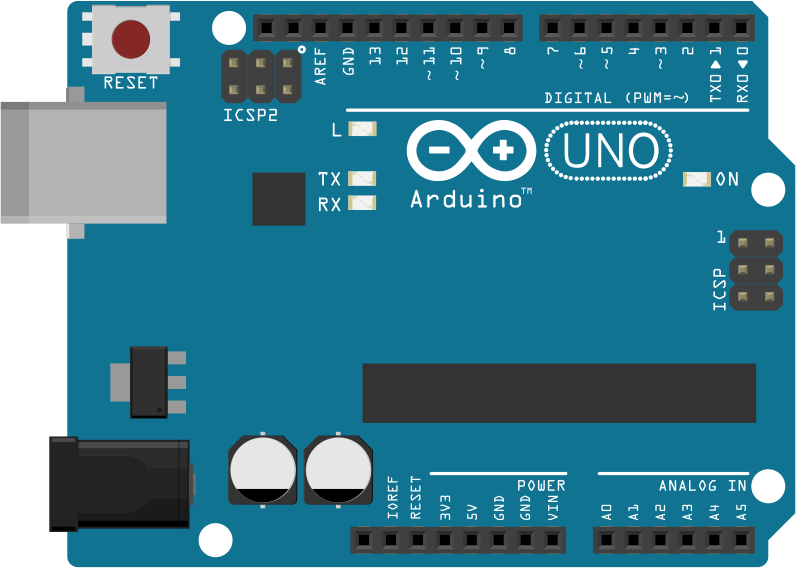 RESET
ICSP2
AREF
GND
13
12
~11
~10
~9
8
7
~6
~5
4
~3
2
TX0▶1
RX0◀0
DIGITAL (PWM=~)
L
TX
RX
Arduino™
UNO
ON
1
ICSP
POWER
ANALOG IN
IOREF
RESET
3V3
5V
GND
GND
VIN
A0
A1
A2
A3
A4
A5